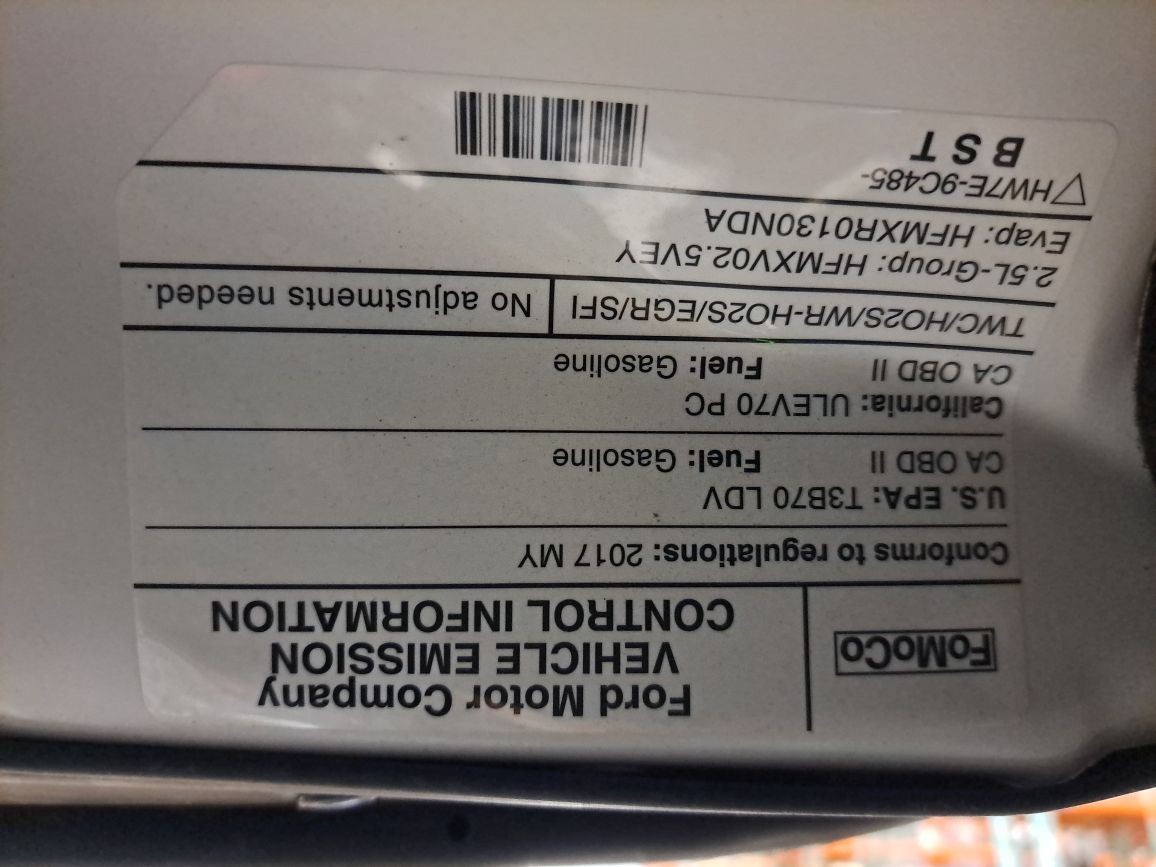 FoMoCo
Ford Motor Company
VEHICLE EMISSION
CONTROL INFORMATION
Conforms to regulations: 2017 MY
U.S. EPA: T3B70 LDV
CA OBD II Fuel: Gasoline
California: ULEV70 PC
CA OBD II Fuel: Gasoline
TWC/HO2S/WR-HO2S/EGR/SFI No adjustments needed.
2.5L-Group: HFMXV02.5VEY
Evap: HFMXR0130NDA
△HW7E-9C485-
BST